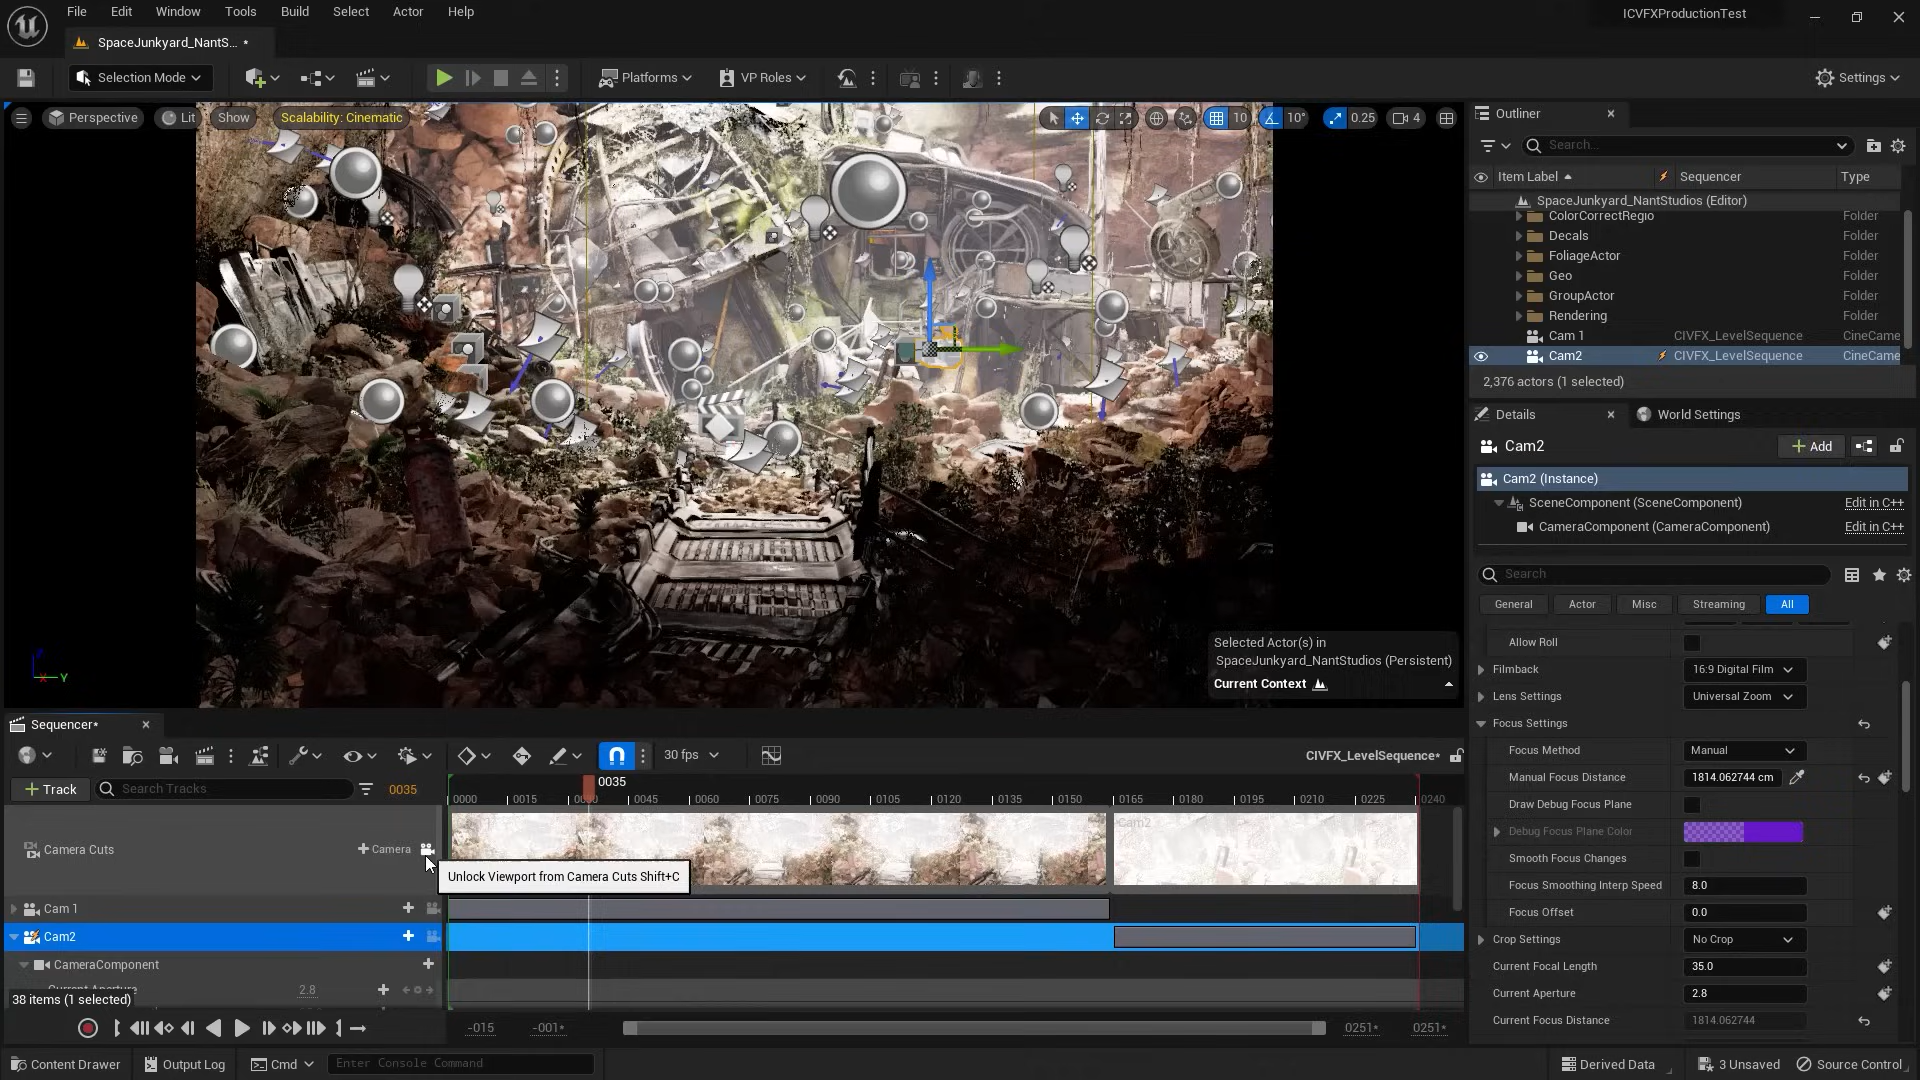 File Edit Window Tools Build Select Actor Help
ICVFXProductionTest
SpaceJunkyard_NantS... *
Selection Mode
Platforms
VP Roles
Settings
Perspective
Lit
Show
Scalability: Cinematic
10
10°
0.25
4
Outliner
Search...
Item Label
Sequencer
Type
SpaceJunkyard_NantStudios (Editor)
ColorCorrectRegio Folder
Decals Folder
FoliageActor Folder
Geo Folder
GroupActor Folder
Rendering Folder
Cam 1 CIVFX_LevelSequence CineCame
Cam2 CIVFX_LevelSequence CineCame
2,376 actors (1 selected)
Details
World Settings
Cam2
Add
Cam2 (Instance)
SceneComponent (SceneComponent) Edit in C++
CameraComponent (CameraComponent) Edit in C++
Search
General Actor Misc Streaming All
Allow Roll
Filmback 16:9 Digital Film
Lens Settings Universal Zoom
Focus Settings
Focus Method Manual
Manual Focus Distance 1814.062744 cm
Draw Debug Focus Plane
Debug Focus Plane Color
Smooth Focus Changes
Focus Smoothing Interp Speed 8.0
Focus Offset 0.0
Crop Settings No Crop
Current Focal Length 35.0
Current Aperture 2.8
Current Focus Distance 1814.062744
Selected Actor(s) in
SpaceJunkyard_NantStudios (Persistent)
Current Context
Sequencer*
30 fps
CIVFX_LevelSequence*
Track
Search Tracks
0035
0035
0000 0015 0045 0060 0075 0090 0105 0120 0135 0150 0165 0180 0195 0210 0225 0240
Camera Cuts
Camera
Cam2
Unlock Viewport from Camera Cuts Shift+C
Cam 1
Cam2
CameraComponent
Current Aperture 2.8
38 items (1 selected)
-015 -001* 0251* 0251*
Content Drawer
Output Log
Cmd
Enter Console Command
Derived Data
3 Unsaved
Source Control